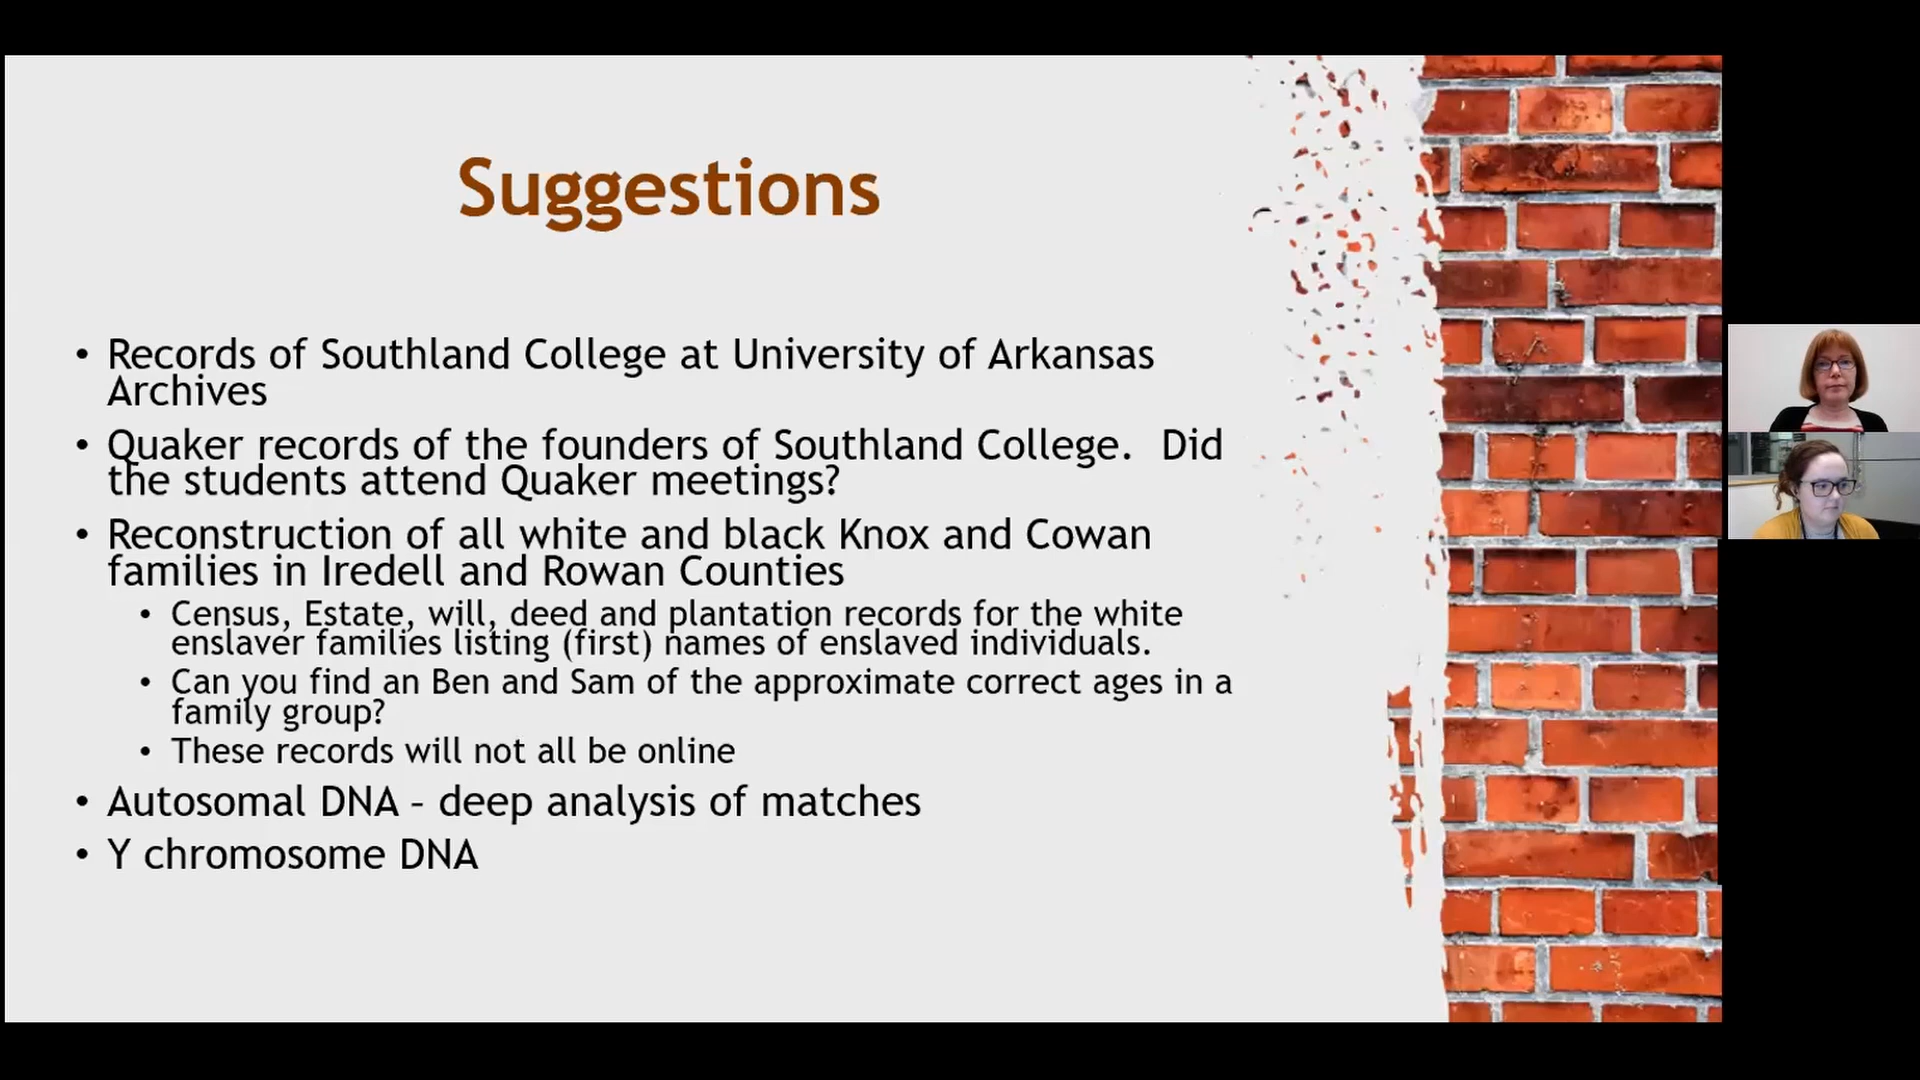 Suggestions
• Records of Southland College at University of Arkansas
Archives
• Quaker records of the founders of Southland College. Did
the students attend Quaker meetings?
• Reconstruction of all white and black Knox and Cowan
families in Iredell and Rowan Counties
• Census, Estate, will, deed and plantation records for the white
enslaver families listing (first) names of enslaved individuals.
• Can you find an Ben and Sam of the approximate correct ages in a
family group?
• These records will not all be online
• Autosomal DNA – deep analysis of matches
• Y chromosome DNA